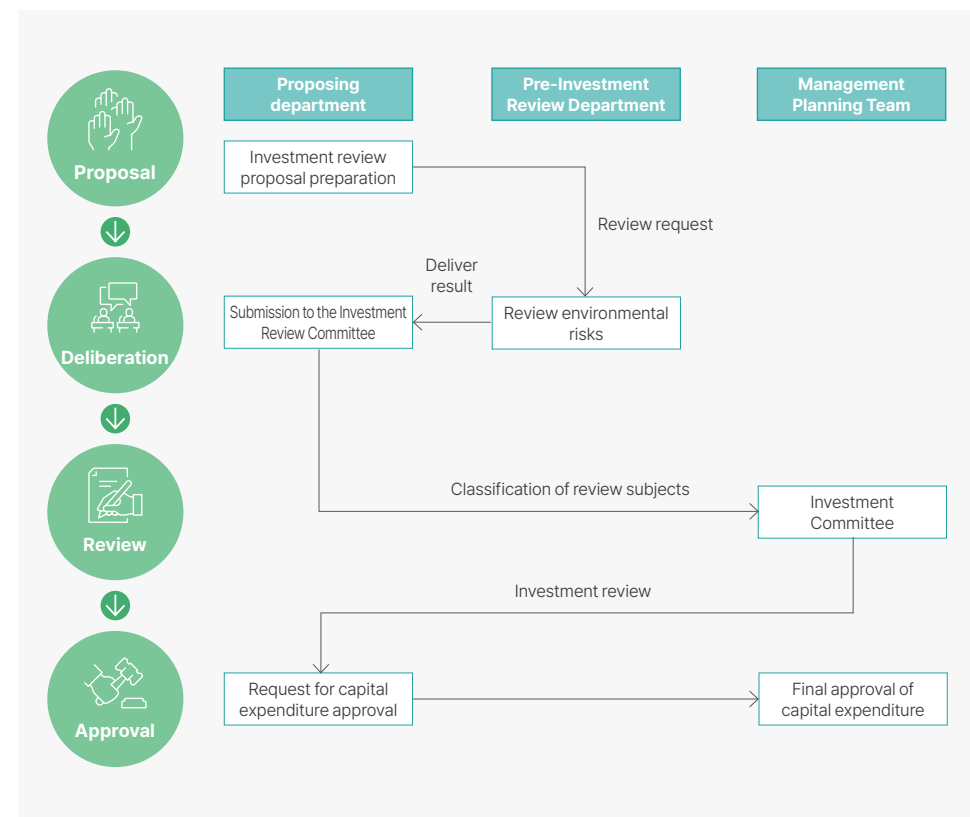 Proposing
department
Pre-Investment
Review Department
Management
Planning Team
Proposal
Investment review
proposal preparation
Review request
Deliver
result
Deliberation
Submission to the Investment
Review Committee
Review environmental
risks
Classification of review subjects
Review
Investment
Committee
Investment review
Approval
Request for capital
expenditure approval
Final approval of
capital expenditure